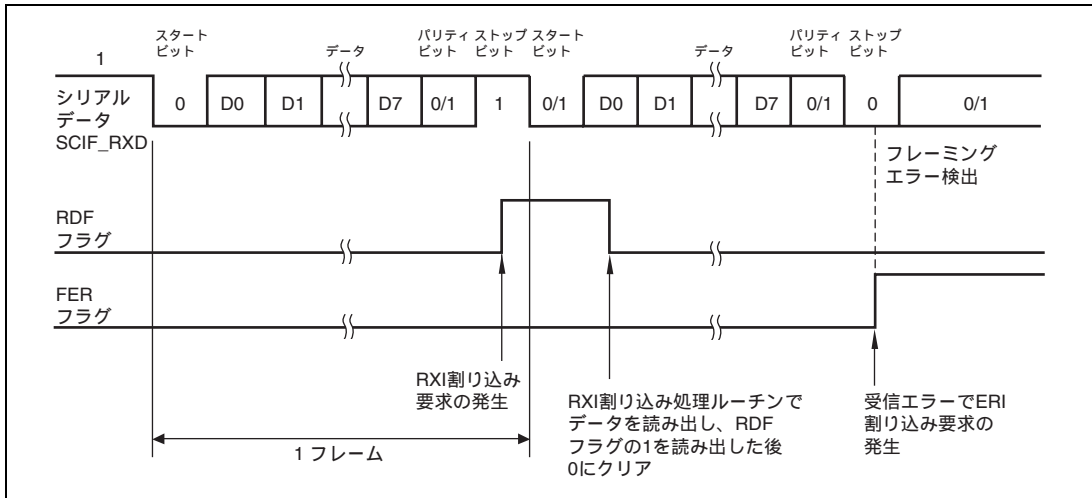 1
スタート
ビット
データ
パリティ
ビット
ストップ
ビット
スタート
ビット
データ
パリティ
ビット
ストップ
ビット
シリアル
データ
SCIF_RXD
0 D0 D1 D7 0/1 1 0/1 D0 D1 D7 0/1 0 0/1
フレーミング
エラー検出
RDF
フラグ
FER
フラグ
RXI割り込み
要求の発生
RXI割り込み処理ルーチンで
データを読み出し、RDF
フラグの1を読み出した後
0にクリア
受信エラーでERI
割り込み要求の
発生
1 フレーム